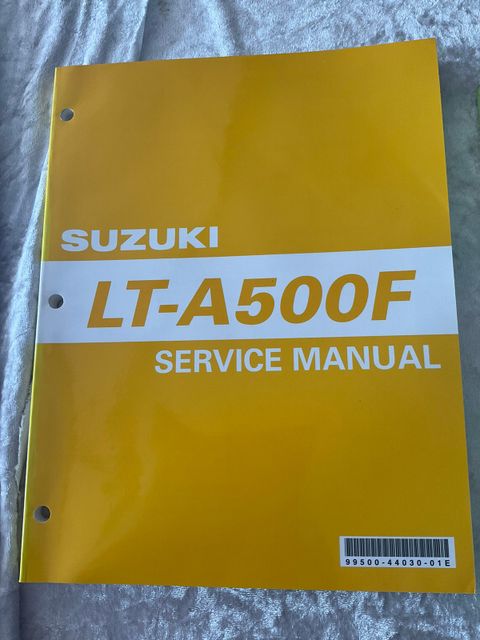 SUZUKI
LT-A500F
SERVICE MANUAL
99500-44030-01E